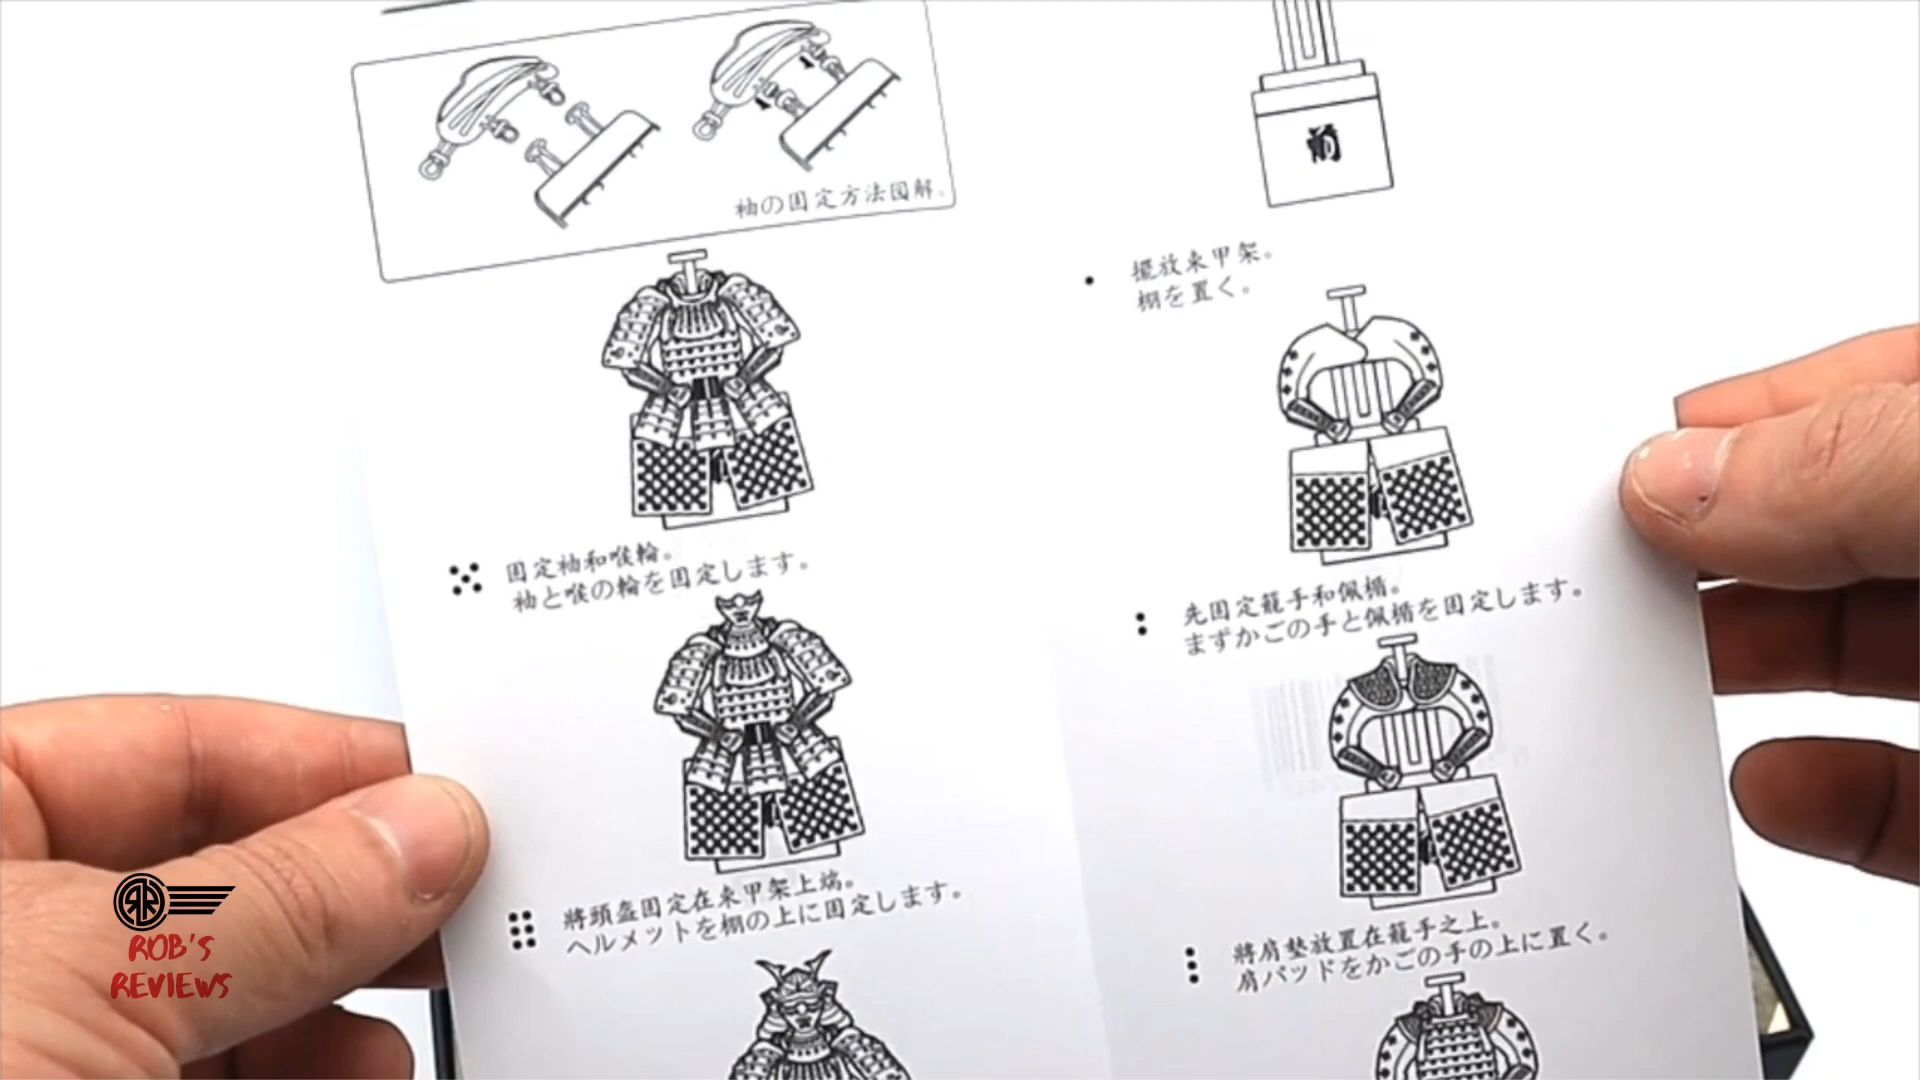 袖の固定方法図解。
固定袖和喉輪。
袖と喉の輪を固定します。
將頭盔固定在来甲架上端。
ヘルメットを棚の上に固定します。
前
擺放来甲架。
棚を置く。
先固定籠手和佩楯。
まずかごの手と佩楯を固定します。
將肩墊放置在籠手之上。
肩パッドをかごの手の上に置く。
ROB'S
REVIEWS